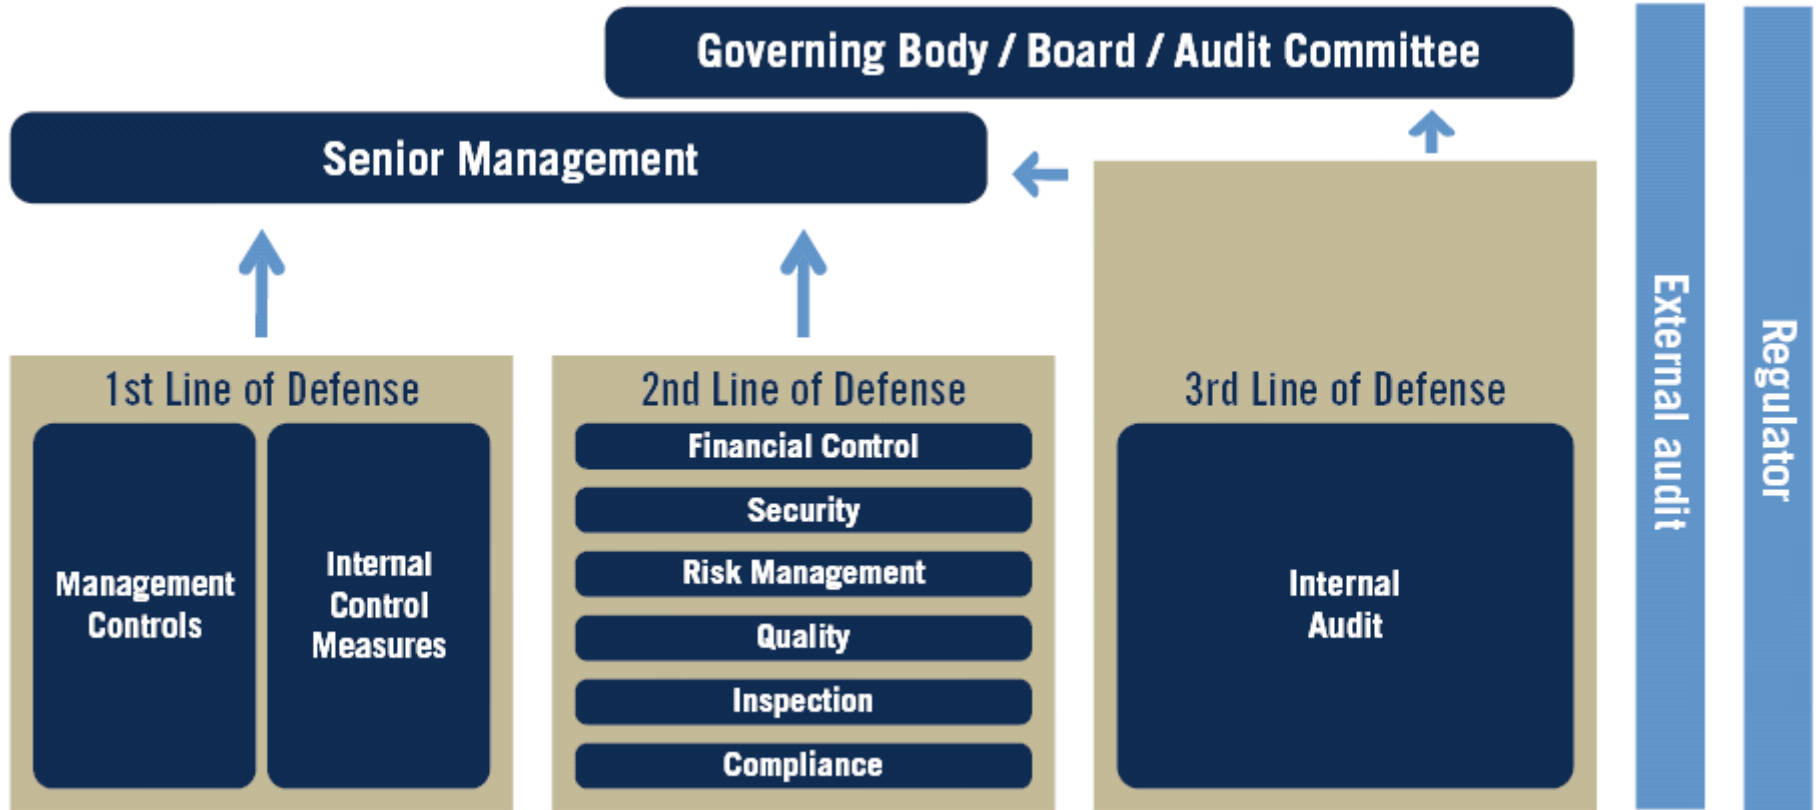 Governing Body / Board / Audit Committee
Senior Management
1st Line of Defense
Management
Controls
Internal
Control
Measures
2nd Line of Defense
Financial Control
Security
Risk Management
Quality
Inspection
Compliance
3rd Line of Defense
Internal
Audit
External audit
Regulator